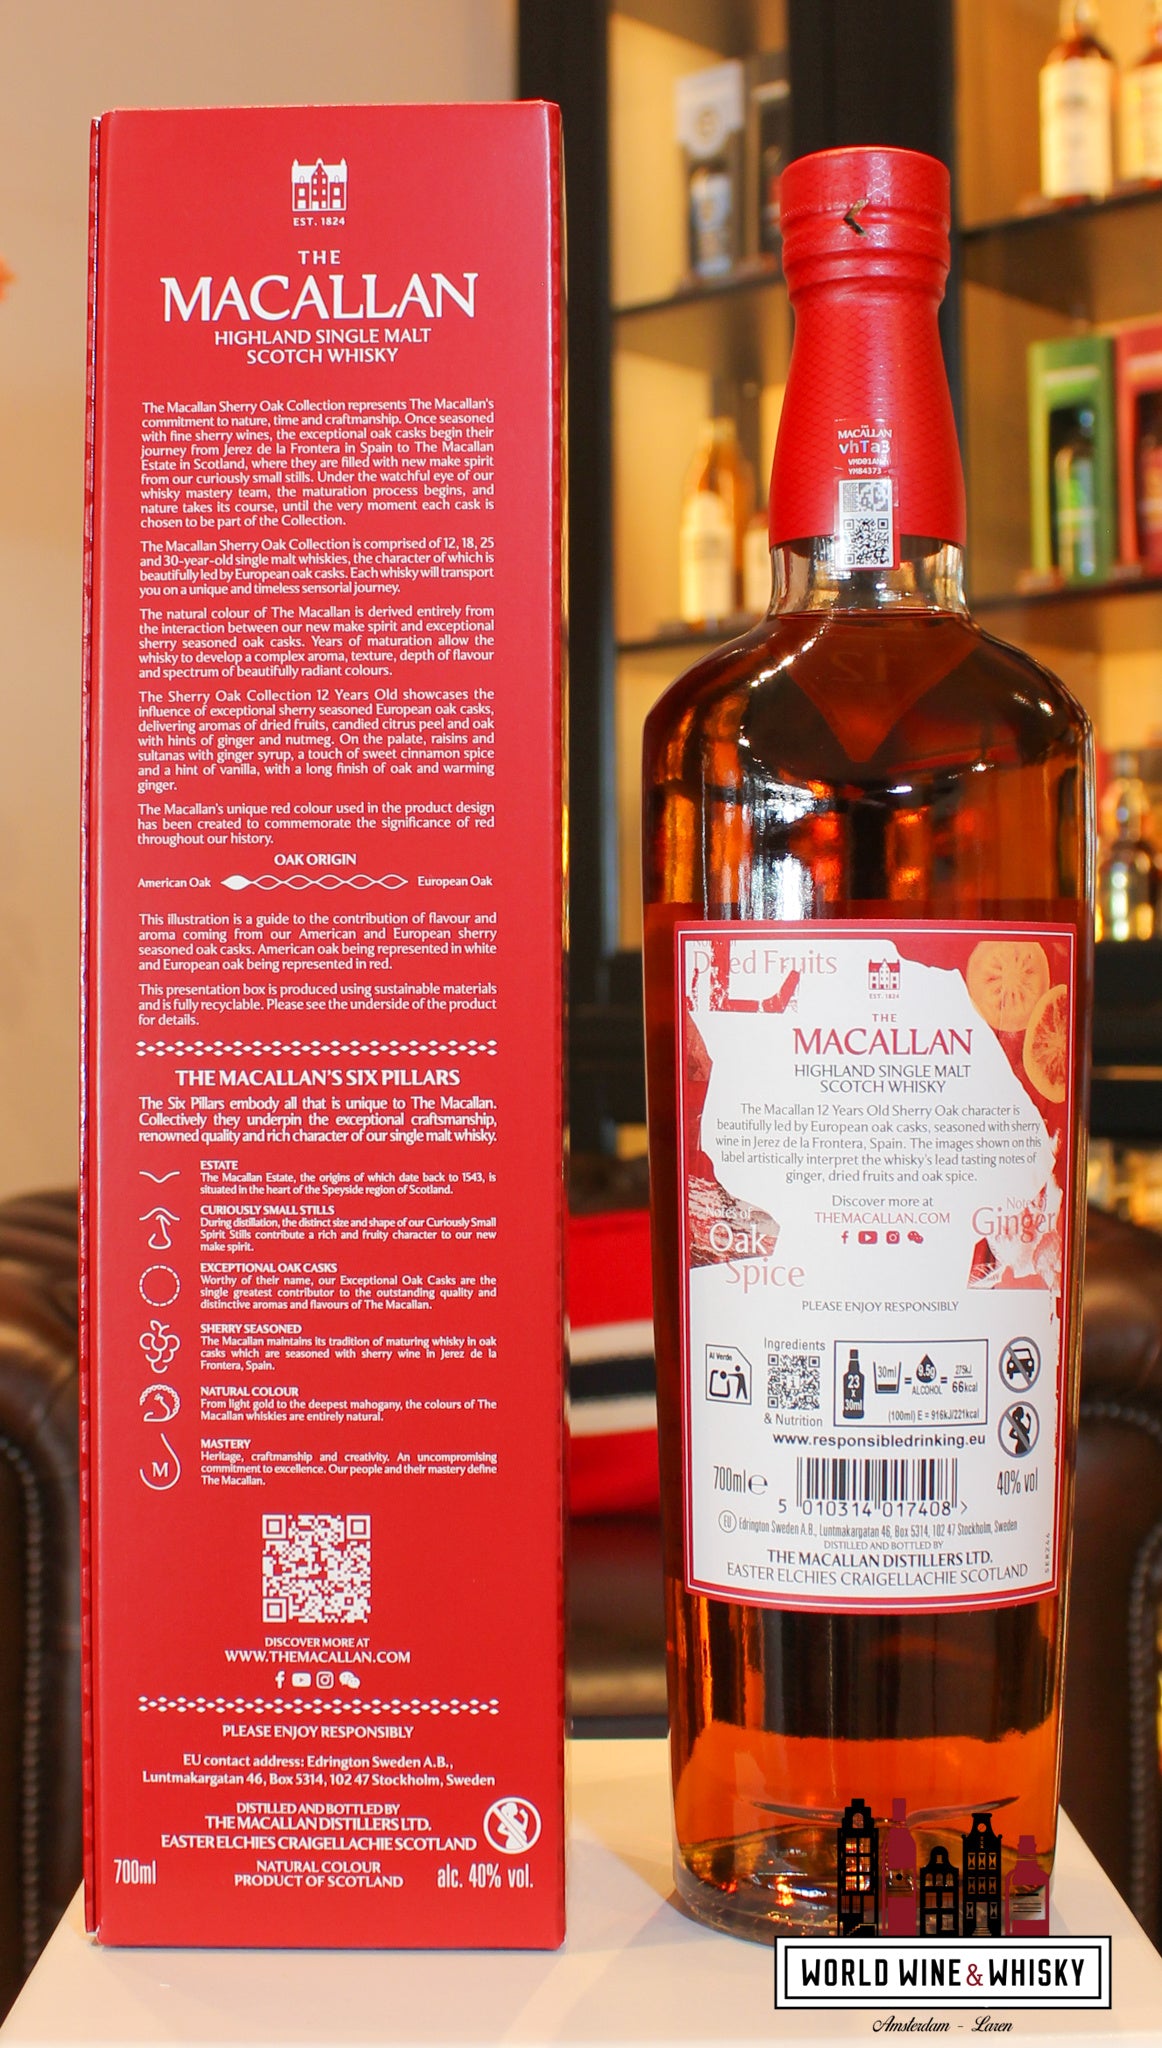 EST. 1824
THE
MACALLAN
HIGHLAND SINGLE MALT
SCOTCH WHISKY
The Macallan Sherry Oak Collection represents The Macallan's
commitment to nature, time and craftmanship. Once seasoned
with fine sherry wines, the exceptional oak casks begin their
journey from Jerez de la Frontera in Spain to The Macallan
Estate in Scotland, where they are filled with new make spirit
from our curiously small stills. Under the watchful eye of our
whisky mastery team, the maturation process begins, and
nature takes its course, until the very moment each cask is
chosen to be part of the Collection.
The Macallan Sherry Oak Collection is comprised of 12, 18, 25
and 30-year-old single malt whiskies, the character of which is
beautifully led by European oak casks. Each whisky will transport
you on a unique and timeless sensorial journey.
The natural colour of The Macallan is derived entirely from
the interaction between our new make spirit and exceptional
sherry seasoned oak casks. Years of maturation allow the
whisky to develop a complex aroma, texture, depth of flavour
and spectrum of beautifully radiant colours.
The Sherry Oak Collection 12 Years Old showcases the
influence of exceptional sherry seasoned European oak casks,
delivering aromas of dried fruits, candied citrus peel and oak
with hints of ginger and nutmeg. On the palate, raisins and
sultanas with ginger syrup, a touch of sweet cinnamon spice
and a hint of vanilla, with a long finish of oak and warming
ginger.
The Macallan's unique red colour used in the product design
has been created to commemorate the significance of red
throughout our history.
OAK ORIGIN
American Oak European Oak
This illustration is a guide to the contribution of flavour and
aroma coming from our American and European sherry
seasoned oak casks. American oak being represented in white
and European oak being represented in red.
This presentation box is produced using sustainable materials
and is fully recyclable. Please see the underside of the product
for details.
THE MACALLAN'S SIX PILLARS
The Six Pillars embody all that is unique to The Macallan.
Collectively they underpin the exceptional craftsmanship,
renowned quality and rich character of our single malt whisky.
ESTATE
The Macallan Estate, the origins of which date back to 1543, is
situated in the heart of the Speyside region of Scotland.
CURIOUSLY SMALL STILLS
During distillation, the distinct size and shape of our Curiously Small
Spirit Stills contribute a rich and fruity character to our new
make spirit.
EXCEPTIONAL OAK CASKS
Worthy of their name, our Exceptional Oak Casks are the
single greatest contributor to the outstanding quality and
distinctive aromas and flavours of The Macallan.
SHERRY SEASONED
The Macallan maintains its tradition of maturing whisky in oak
casks which are seasoned with sherry wine in Jerez de la
Frontera, Spain.
NATURAL COLOUR
From light gold to the deepest mahogany, the colours of The
Macallan whiskies are entirely natural.
MASTERY
Heritage, craftmanship and creativity. An uncompromising
commitment to excellence. Our people and their mastery define
The Macallan.
M
DISCOVER MORE AT
WWW.THEMACALLAN.COM
PLEASE ENJOY RESPONSIBLY
EU contact address: Edrington Sweden A.B.,
Luntmakargatan 46, Box 5314, 102 47 Stockholm, Sweden
DISTILLED AND BOTTLED BY
THE MACALLAN DISTILLERS LTD.
EASTER ELCHIES CRAIGELLACHIE SCOTLAND
700ml NATURAL COLOUR alc. 40% vol.
PRODUCT OF SCOTLAND
THE
MACALLAN
vhTa3
YM84373
12
Dried Fruits
EST. 1824
THE
MACALLAN
HIGHLAND SINGLE MALT
SCOTCH WHISKY
The Macallan 12 Years Old Sherry Oak character is
beautifully led by European oak casks, seasoned with sherry
wine in Jerez de la Frontera, Spain. The images shown on this
label artistically interpret the whisky's lead tasting notes of
ginger, dried fruits and oak spice.
Discover more at
THEMACALLAN.COM
Notes of
Oak
Spice
Notes of
Ginger
PLEASE ENJOY RESPONSIBLY
Al Verde
Ingredients
& Nutrition
23
x
30ml
30ml = 9.5g ALCOHOL = 275kJ
66kcal
(100ml) E = 916kJ/221kcal
www.responsibledrinking.eu
700ml e
40% vol
5 010314 017408 >
EU Edrington Sweden A.B., Luntmakargatan 46, Box 5314, 102 47 Stockholm, Sweden
DISTILLED AND BOTTLED BY
THE MACALLAN DISTILLERS LTD.
EASTER ELCHIES CRAIGELLACHIE SCOTLAND
WORLD WINE & WHISKY
Amsterdam - Laren